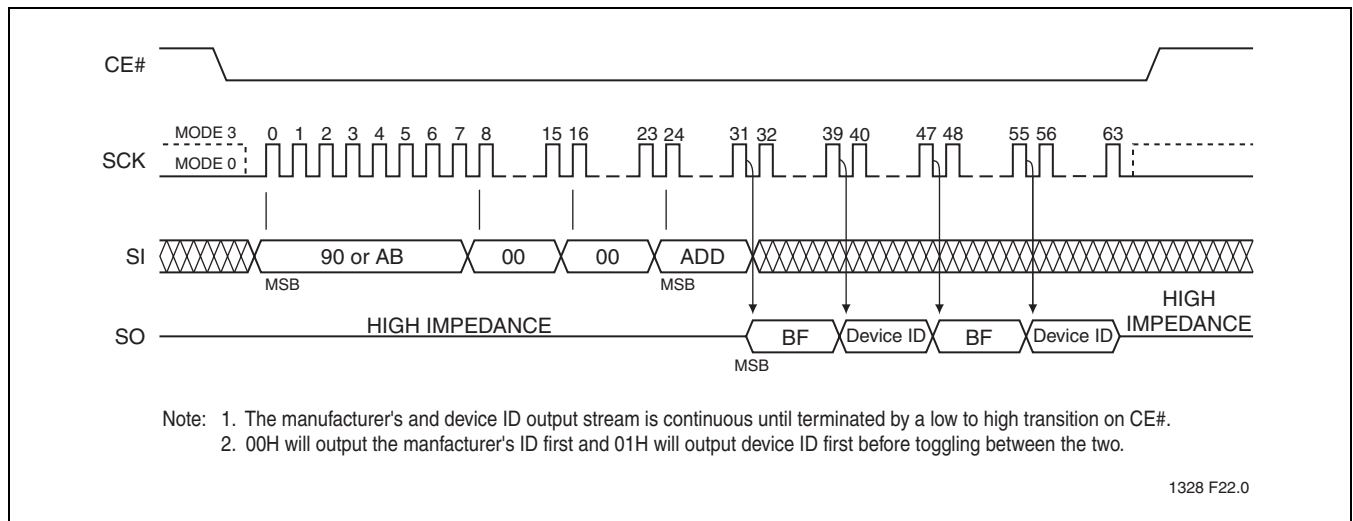 CE#
MODE 3
0 1 2 3 4 5 6 7 8 15 16 23 24 31 32 39 40 47 48 55 56 63
SCK
MODE 0
SI
90 or AB 00 00 ADD
MSB MSB
HIGH IMPEDANCE
HIGH IMPEDANCE
SO
BF Device ID BF Device ID
MSB
Note: 1. The manufacturer's and device ID output stream is continuous until terminated by a low to high transition on CE#.
2. 00H will output the manfacturer's ID first and 01H will output device ID first before toggling between the two.
1328 F22.0